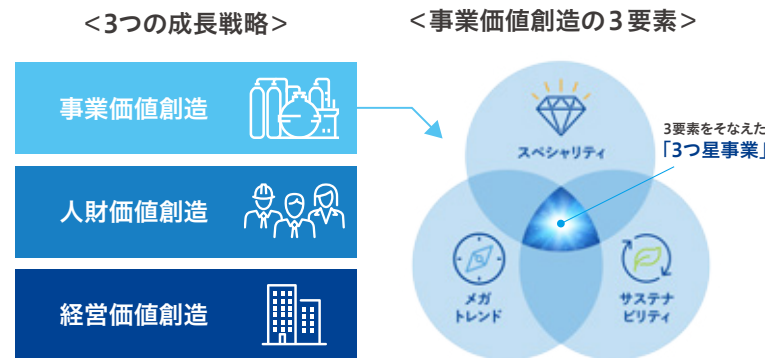 <3つの成長戦略>
<事業価値創造の3要素>
事業価値創造
人財価値創造
経営価値創造
スペシャリティ
3要素をそなえた
「3つ星事業」
メガ
トレンド
サステナ
ビリティ